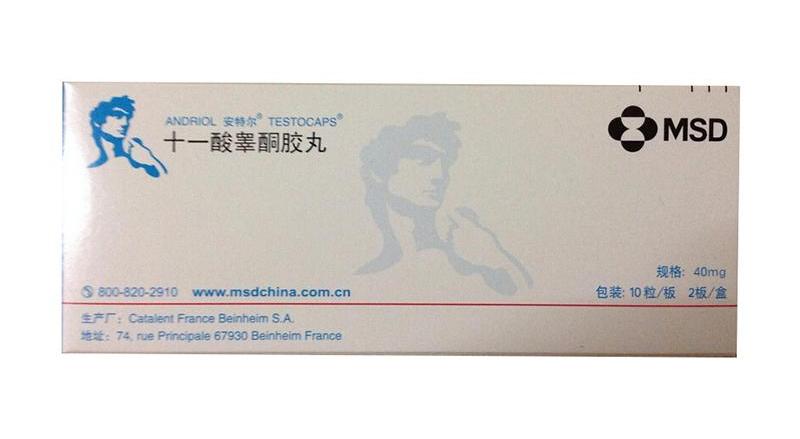 ANDRIOL 安特尔® TESTOCAPS®
十一酸睾酮胶丸
MSD
规格: 40mg
包装: 10粒/板 2板/盒
800-820-2910 www.msdchina.com.cn
生产厂: Catalent France Beinheim S.A.
地址: 74, rue Principale 67930 Beinheim France